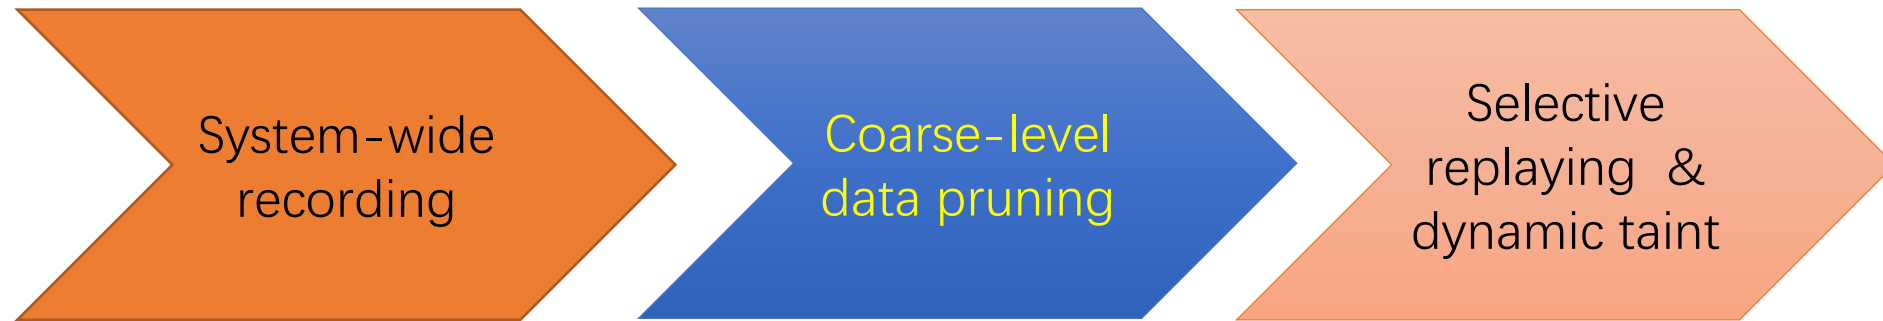 System-wide
recording
Coarse-level
data pruning
Selective
replaying &
dynamic taint